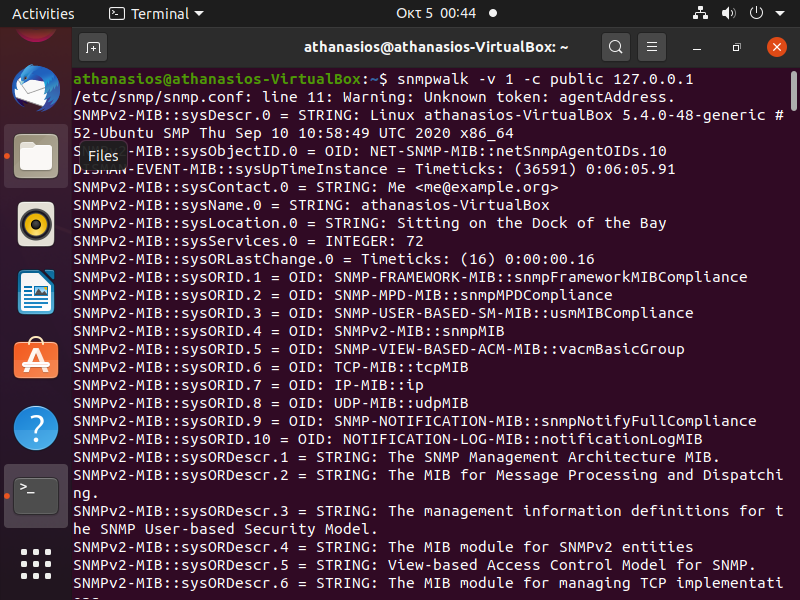 Activities
Terminal
Οκτ 5 00:44
athanasios@athanasios-VirtualBox: ~
athanasios@athanasios-VirtualBox:~$ snmpwalk -v 1 -c public 127.0.0.1
/etc/snmp/snmp.conf: line 11: Warning: Unknown token: agentAddress.
SNMPv2-MIB::sysDescr.0 = STRING: Linux athanasios-VirtualBox 5.4.0-48-generic #
52-Ubuntu SMP Thu Sep 10 10:58:49 UTC 2020 x86_64
Files
SNMPv2-MIB::sysObjectID.0 = OID: NET-SNMP-MIB::netSnmpAgentOIDs.10
DISMAN-EVENT-MIB::sysUpTimeInstance = Timeticks: (36591) 0:06:05.91
SNMPv2-MIB::sysContact.0 = STRING: Me <me@example.org>
SNMPv2-MIB::sysName.0 = STRING: athanasios-VirtualBox
SNMPv2-MIB::sysLocation.0 = STRING: Sitting on the Dock of the Bay
SNMPv2-MIB::sysServices.0 = INTEGER: 72
SNMPv2-MIB::sysORLastChange.0 = Timeticks: (16) 0:00:00.16
SNMPv2-MIB::sysORID.1 = OID: SNMP-FRAMEWORK-MIB::snmpFrameworkMIBCompliance
SNMPv2-MIB::sysORID.2 = OID: SNMP-MPD-MIB::snmpMPDCompliance
SNMPv2-MIB::sysORID.3 = OID: SNMP-USER-BASED-SM-MIB::usmMIBCompliance
SNMPv2-MIB::sysORID.4 = OID: SNMPv2-MIB::snmpMIB
SNMPv2-MIB::sysORID.5 = OID: SNMP-VIEW-BASED-ACM-MIB::vacmBasicGroup
SNMPv2-MIB::sysORID.6 = OID: TCP-MIB::tcpMIB
SNMPv2-MIB::sysORID.7 = OID: IP-MIB::ip
SNMPv2-MIB::sysORID.8 = OID: UDP-MIB::udpMIB
SNMPv2-MIB::sysORID.9 = OID: SNMP-NOTIFICATION-MIB::snmpNotifyFullCompliance
SNMPv2-MIB::sysORID.10 = OID: NOTIFICATION-LOG-MIB::notificationLogMIB
SNMPv2-MIB::sysORDescr.1 = STRING: The SNMP Management Architecture MIB.
SNMPv2-MIB::sysORDescr.2 = STRING: The MIB for Message Processing and Dispatchi
ng.
SNMPv2-MIB::sysORDescr.3 = STRING: The management information definitions for t
he SNMP User-based Security Model.
SNMPv2-MIB::sysORDescr.4 = STRING: The MIB module for SNMPv2 entities
SNMPv2-MIB::sysORDescr.5 = STRING: View-based Access Control Model for SNMP.
SNMPv2-MIB::sysORDescr.6 = STRING: The MIB module for managing TCP implementati